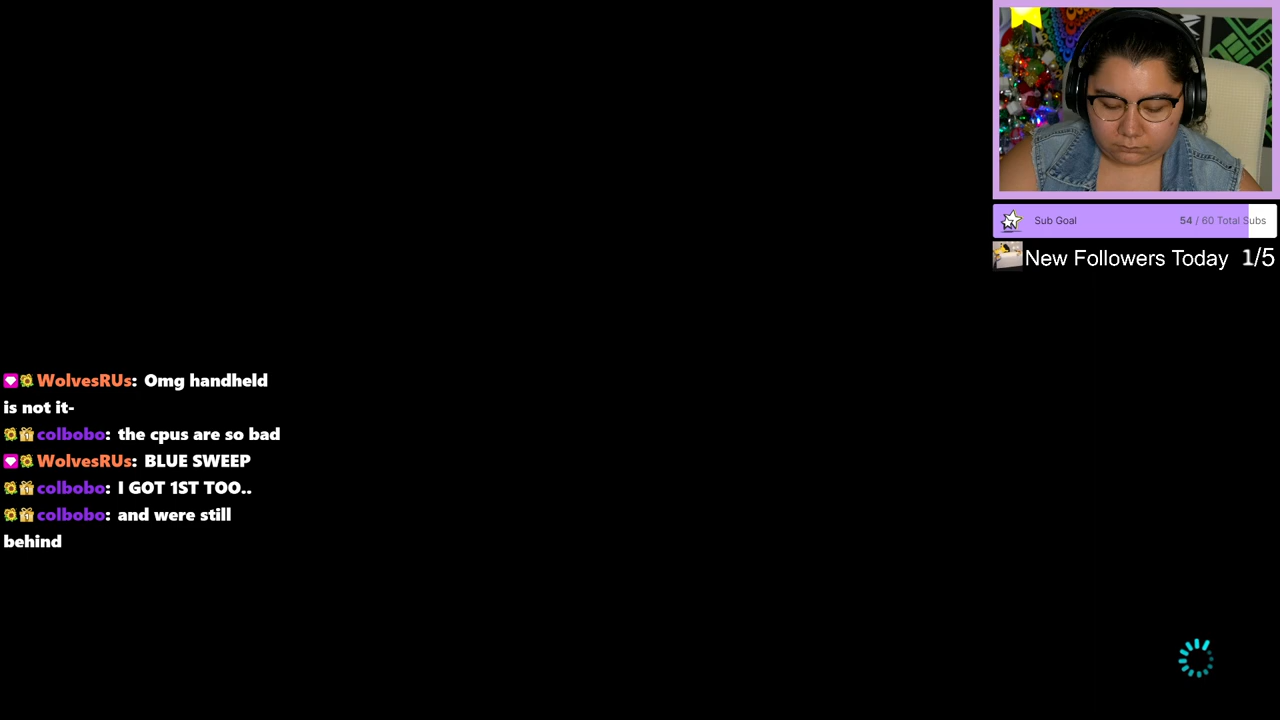 Sub Goal 54 / 60 Total Subs
New Followers Today 1/5
WolvesRUs: Omg handheld
is not it-
colbobo: the cpus are so bad
WolvesRUs: BLUE SWEEP
colbobo: I GOT 1ST TOO..
colbobo: and were still
behind